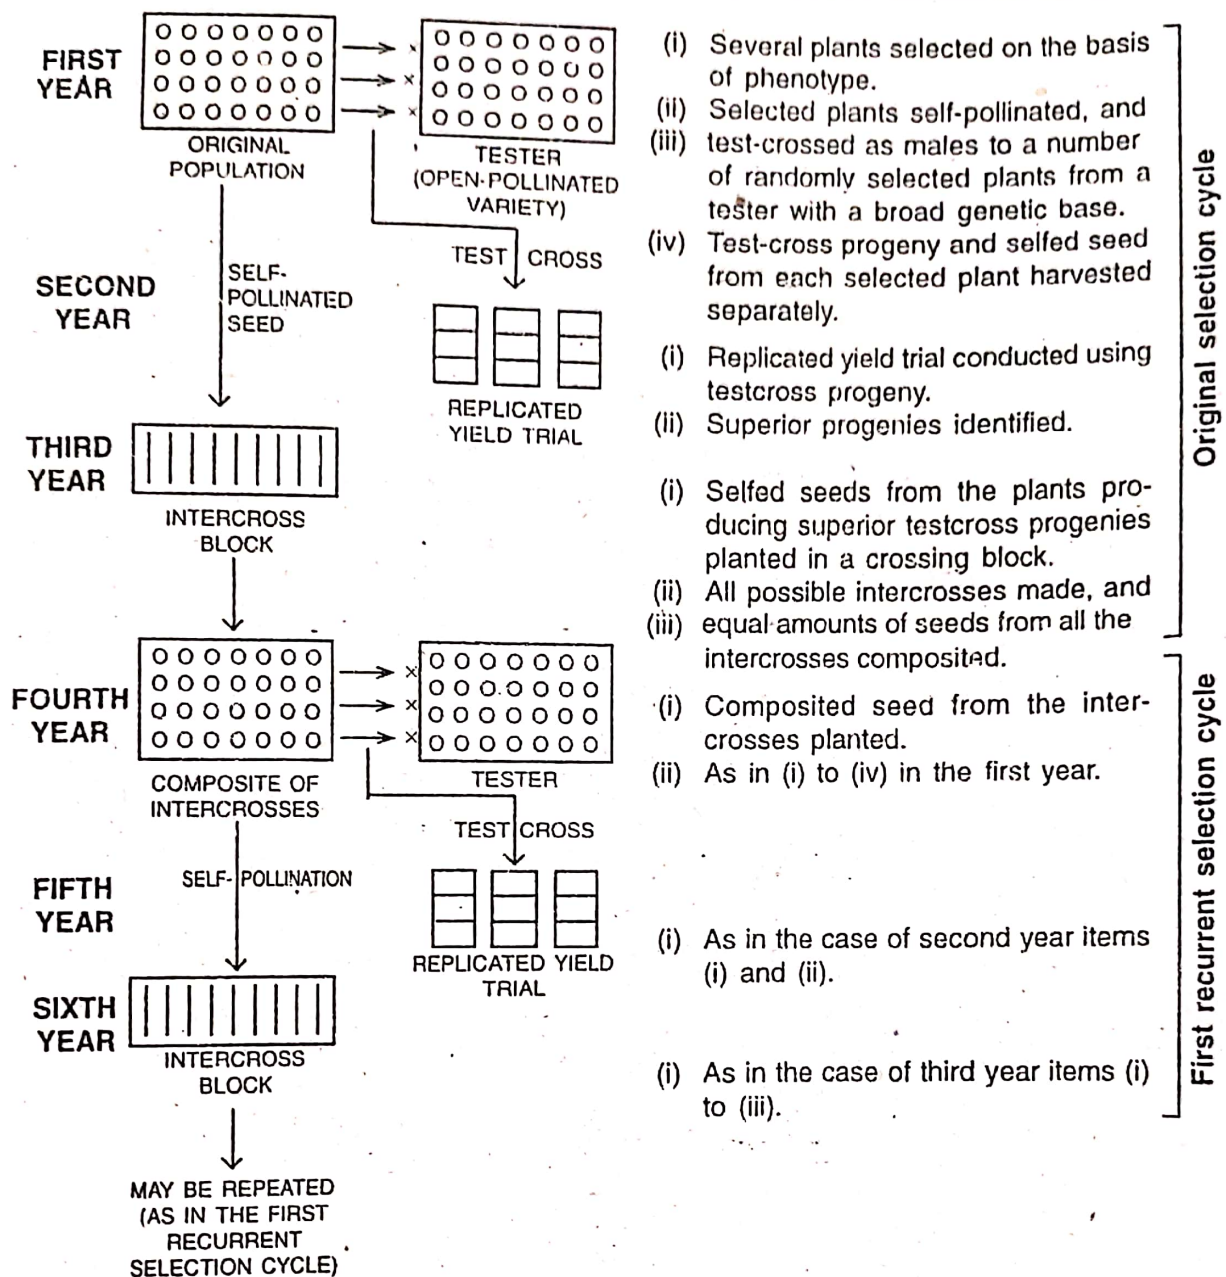 FIRST
YEAR
ORIGINAL
POPULATION
TESTER
(OPEN-POLLINATED
VARIETY)
(i) Several plants selected on the basis
of phenotype.
(ii) Selected plants self-pollinated, and
(iii) test-crossed as males to a number
of randomly selected plants from a
tester with a broad genetic base.
(iv) Test-cross progeny and selfed seed
from each selected plant harvested
separately.
TEST CROSS
SECOND
YEAR
SELF-
POLLINATED
SEED
REPLICATED
YIELD TRIAL
(i) Replicated yield trial conducted using
testcross progeny.
(ii) Superior progenies identified.
THIRD
YEAR
INTERCROSS
BLOCK
(i) Selfed seeds from the plants pro-
ducing superior testcross progenies
planted in a crossing block.
(ii) All possible intercrosses made, and
(iii) equal amounts of seeds from all the
intercrosses composited.
Original selection cycle
FOURTH
YEAR
COMPOSITE OF
INTERCROSSES
TESTER
(i) Composited seed from the inter-
crosses planted.
(ii) As in (i) to (iv) in the first year.
TEST CROSS
FIFTH
YEAR
SELF-POLLINATION
REPLICATED YIELD
TRIAL
(i) As in the case of second year items
(i) and (ii).
SIXTH
YEAR
INTERCROSS
BLOCK
(i) As in the case of third year items (i)
to (iii).
First recurrent selection cycle
MAY BE REPEATED
(AS IN THE FIRST
RECURRENT
SELECTION CYCLE)